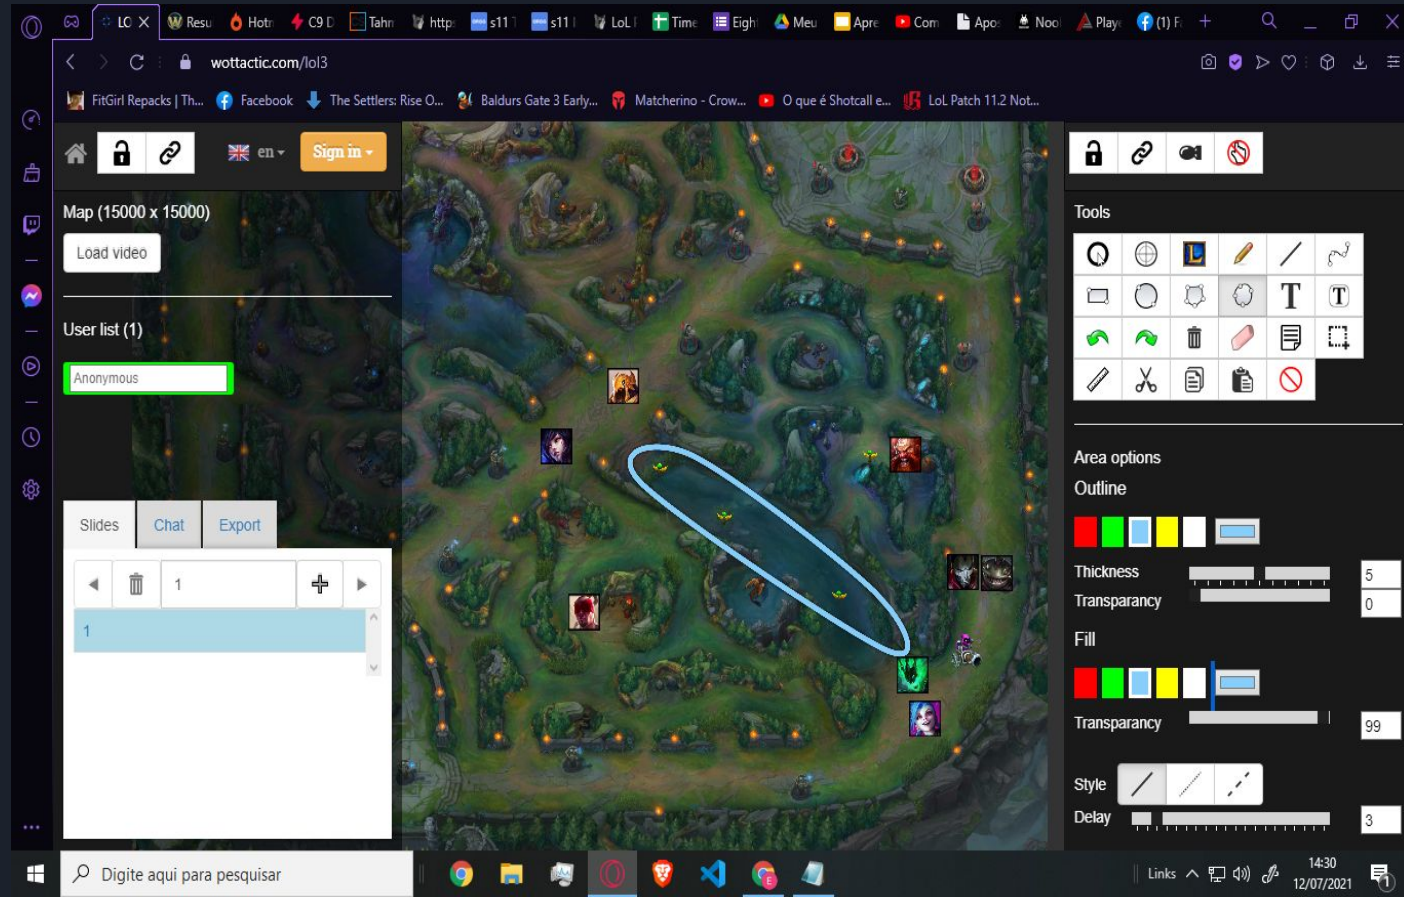 LO
Resu
Hotn
C9 D
Tahn
http:
s11
s11
LoL
Time
Eigh
Meu
Apre
Com
Apo
Noo
Play
(1)
wottactic.com/lol3
FitGirl Repacks | Th...
Facebook
The Settlers: Rise O...
Baldurs Gate 3 Early...
Matcherino - Crow...
O que é Shotcall e...
LoL Patch 11.2 Not...
en
Sign in
Map (15000 x 15000)
Load video
User list (1)
Anonymous
Slides
Chat
Export
1
1
Tools
L
T
T
Area options
Outline
Thickness
5
Transparancy
0
Fill
Transparancy
99
Style
Delay
3
Digite aqui para pesquisar
Links
14:30
12/07/2021
1